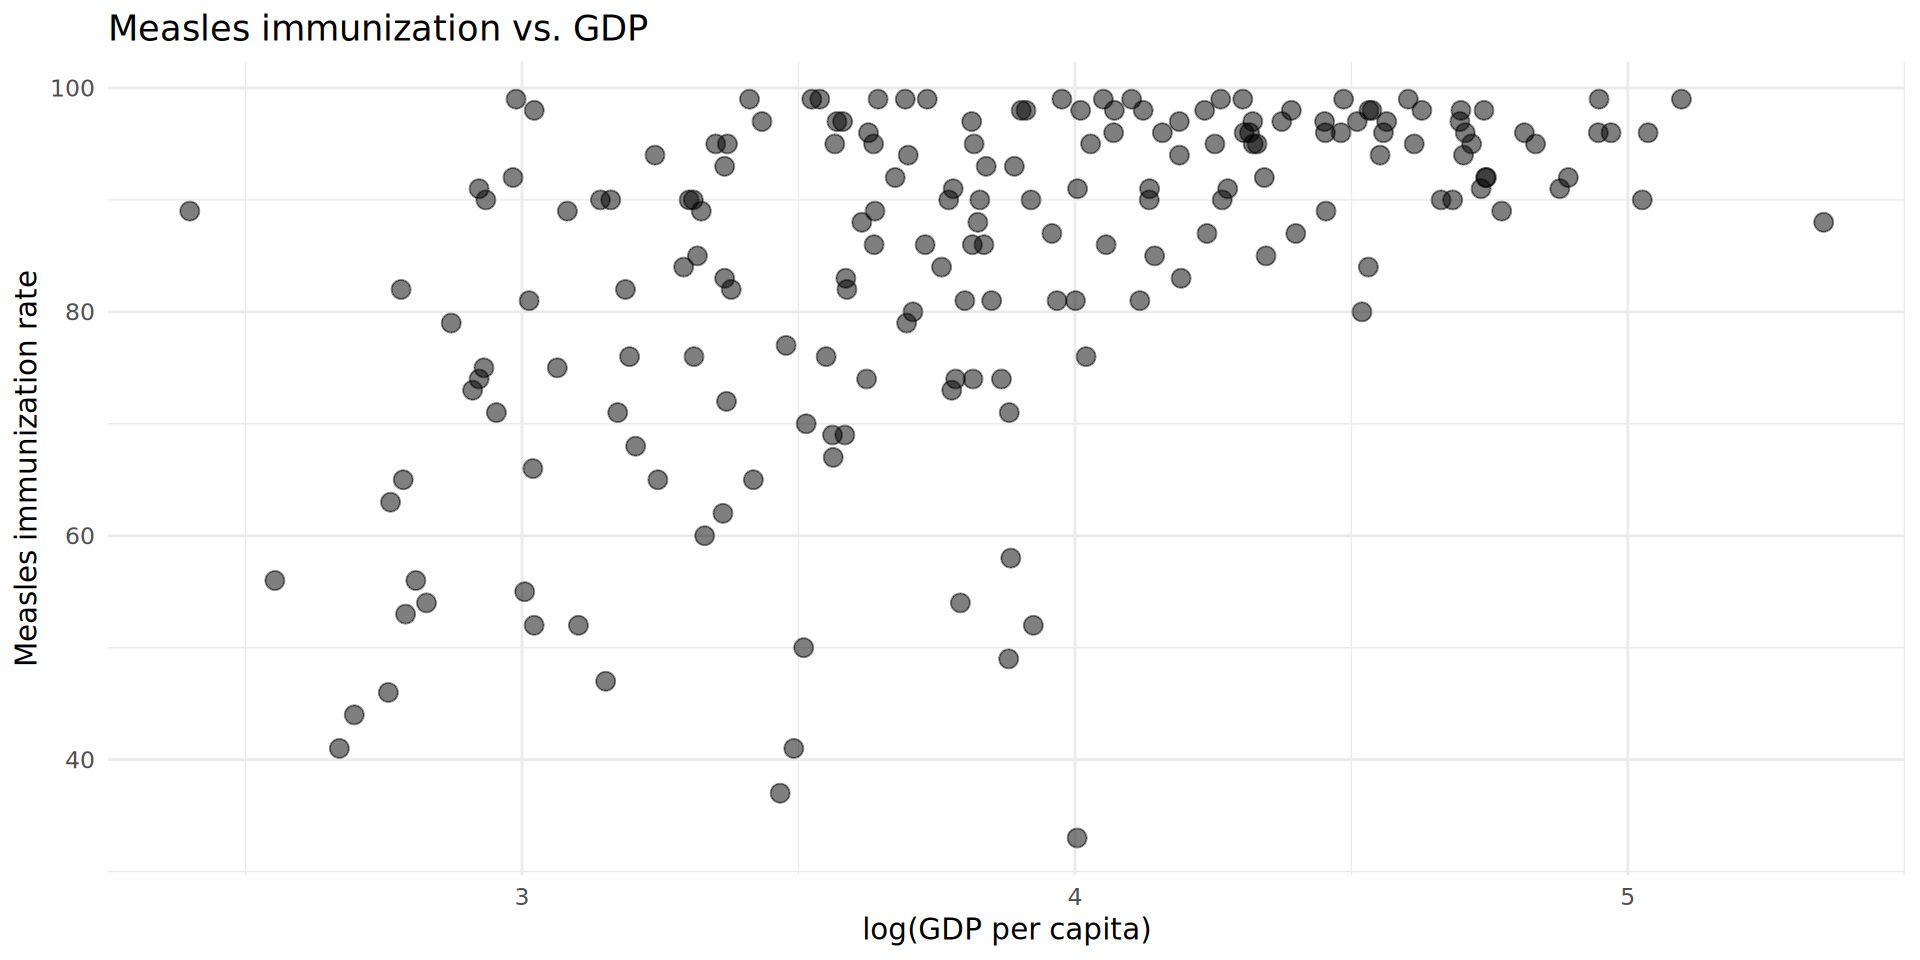 Measles immunization vs. GDP
Measles immunization rate
100
80
60
40
3
4
5
log(GDP per capita)